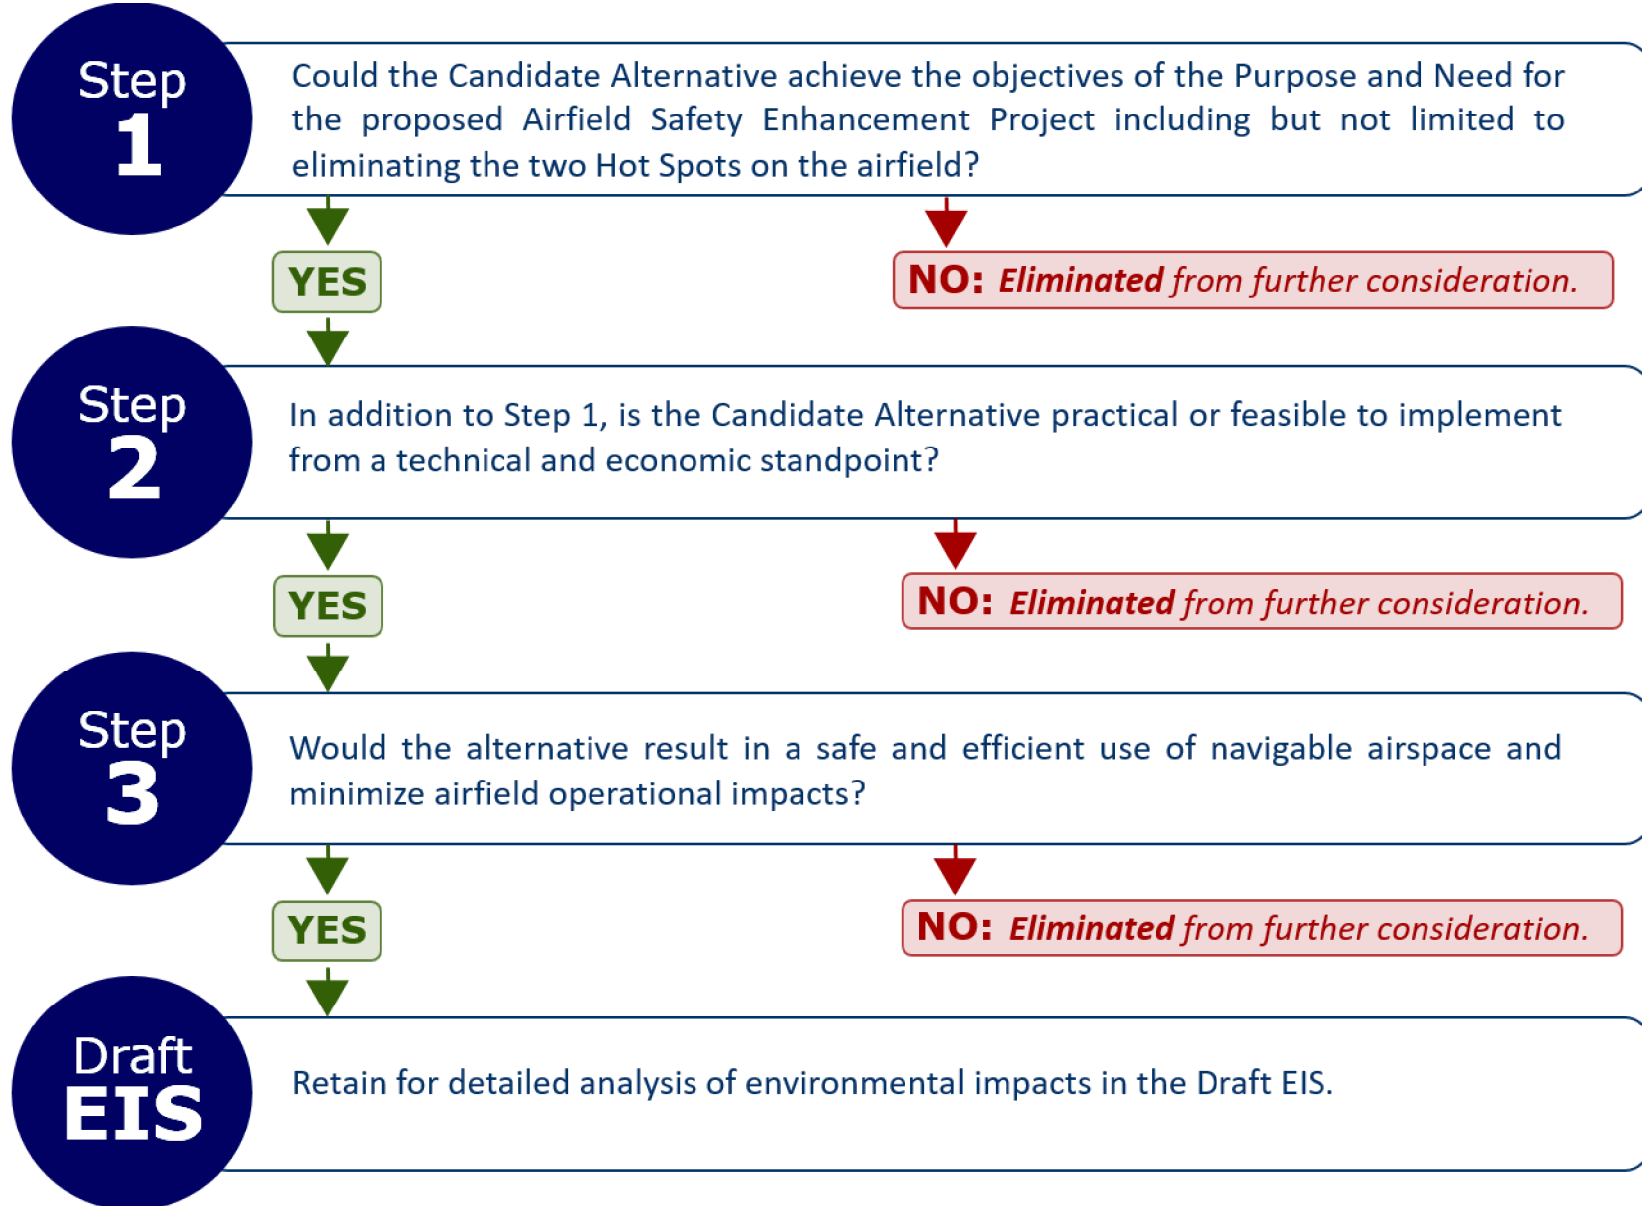 Step
1
Could the Candidate Alternative achieve the objectives of the Purpose and Need for
the proposed Airfield Safety Enhancement Project including but not limited to
eliminating the two Hot Spots on the airfield?
YES
NO: Eliminated from further consideration.
Step
2
In addition to Step 1, is the Candidate Alternative practical or feasible to implement
from a technical and economic standpoint?
YES
NO: Eliminated from further consideration.
Step
3
Would the alternative result in a safe and efficient use of navigable airspace and
minimize airfield operational impacts?
YES
NO: Eliminated from further consideration.
Draft
EIS
Retain for detailed analysis of environmental impacts in the Draft EIS.